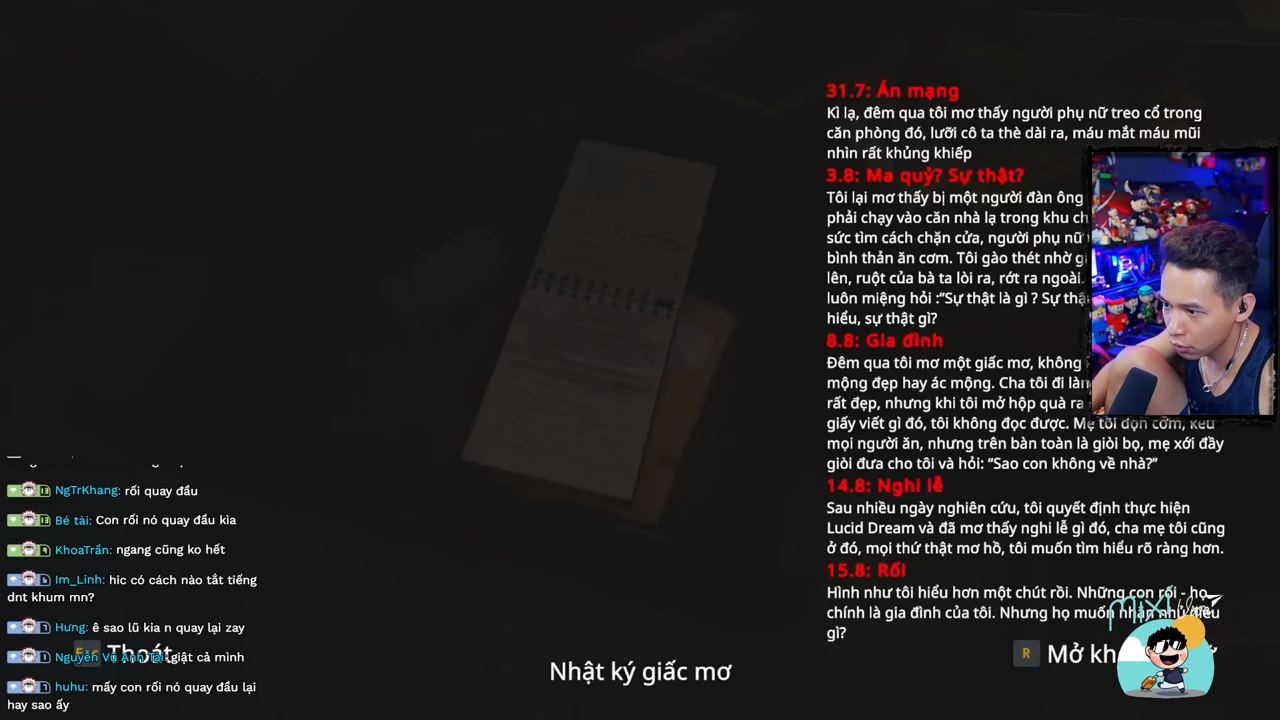 31.7: Án mạng
Kì lạ, đêm qua tôi mơ thấy người phụ nữ treo cổ trong
căn phòng đó, lưỡi cô ta thè dài ra, máu mắt máu mũi
nhìn rất khủng khiếp
3.8: Ma quỷ? Sự thật?
Tôi lại mơ thấy bị một người đàn ông
phải chạy vào căn nhà lạ trong khu
sức tìm cách chặn cửa, người phụ nữ
bình thản ăn cơm. Tôi gào thét nhờ
lên, ruột của bà ta lòi ra, rớt ra ngoài.
luôn miệng hỏi :"Sự thật là gì ? Sự
hiểu, sự thật gì?
8.8: Gia đình
Đêm qua tôi mơ một giấc mơ, không
mộng đẹp hay ác mộng. Cha tôi đi làm
rất đẹp, nhưng khi tôi mở hộp quà ra
giấy viết gì đó, tôi không đọc được. Mẹ tôi dọn cơm, kêu
mọi người ăn, nhưng trên bàn toàn là giòi bọ, mẹ xới đầy
giòi đưa cho tôi và hỏi: “Sao con không về nhà?”
14.8: Nghi lễ
Sau nhiều ngày nghiên cứu, tôi quyết định thực hiện
Lucid Dream và đã mơ thấy nghi lễ gì đó, cha mẹ tôi cũng
ở đó, mọi thứ thật mơ hồ, tôi muốn tìm hiểu rõ ràng hơn.
15.8: Rối
Hình như tôi hiểu hơn một chút rồi. Những con rối - họ
chính là gia đình của tôi. Nhưng họ muốn nhắn nhủ điều
gì?
NgTrKhang: rối quay đầu
Bé tài: Con rối nó quay đầu kìa
KhoaTrần: ngang cũng ko hết
Im_Linh: hic có cách nào tắt tiếng
dnt khum mn?
Hưng: ê sao lũ kia n quay lại zay
Nguyễn Vũ Anh Tài: giật cả mình
huhu: mấy con rối nó quay đầu lại
hay sao ấy
Esc Thoát
Nhật ký giấc mơ
R Mở
MIXI